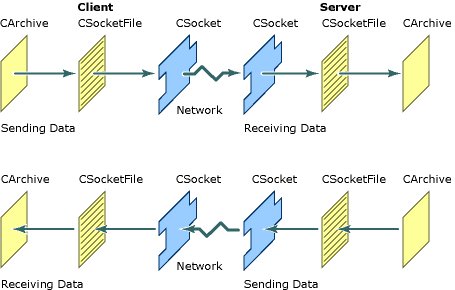 Client Server
CArchive CSocketFile CSocket CSocket CSocketFile CArchive
Network
Sending Data Receiving Data
CArchive CSocketFile CSocket CSocket CSocketFile CArchive
Network
Receiving Data Sending Data